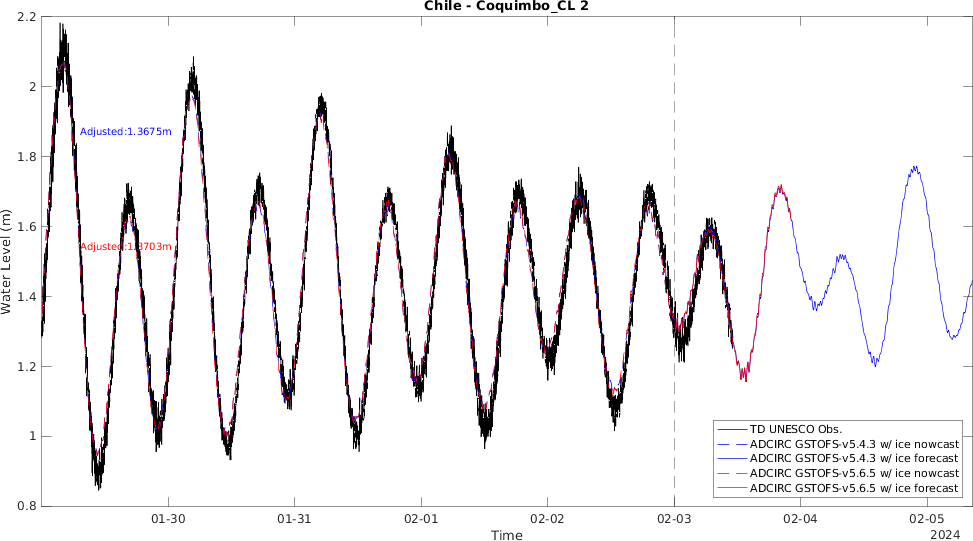 Chile - Coquimbo_CL 2
Water Level (m)
2.2
2
1.8
1.6
1.4
1.2
1
0.8
Adjusted:1.3675m
Adjusted:1.3703m
TD UNESCO Obs.
ADCIRC GSTOFS-v5.4.3 w/ ice nowcast
ADCIRC GSTOFS-v5.4.3 w/ ice forecast
ADCIRC GSTOFS-v5.6.5 w/ ice nowcast
ADCIRC GSTOFS-v5.6.5 w/ ice forecast
01-30 01-31 02-01 02-02 02-03 02-04 02-05
Time
2024